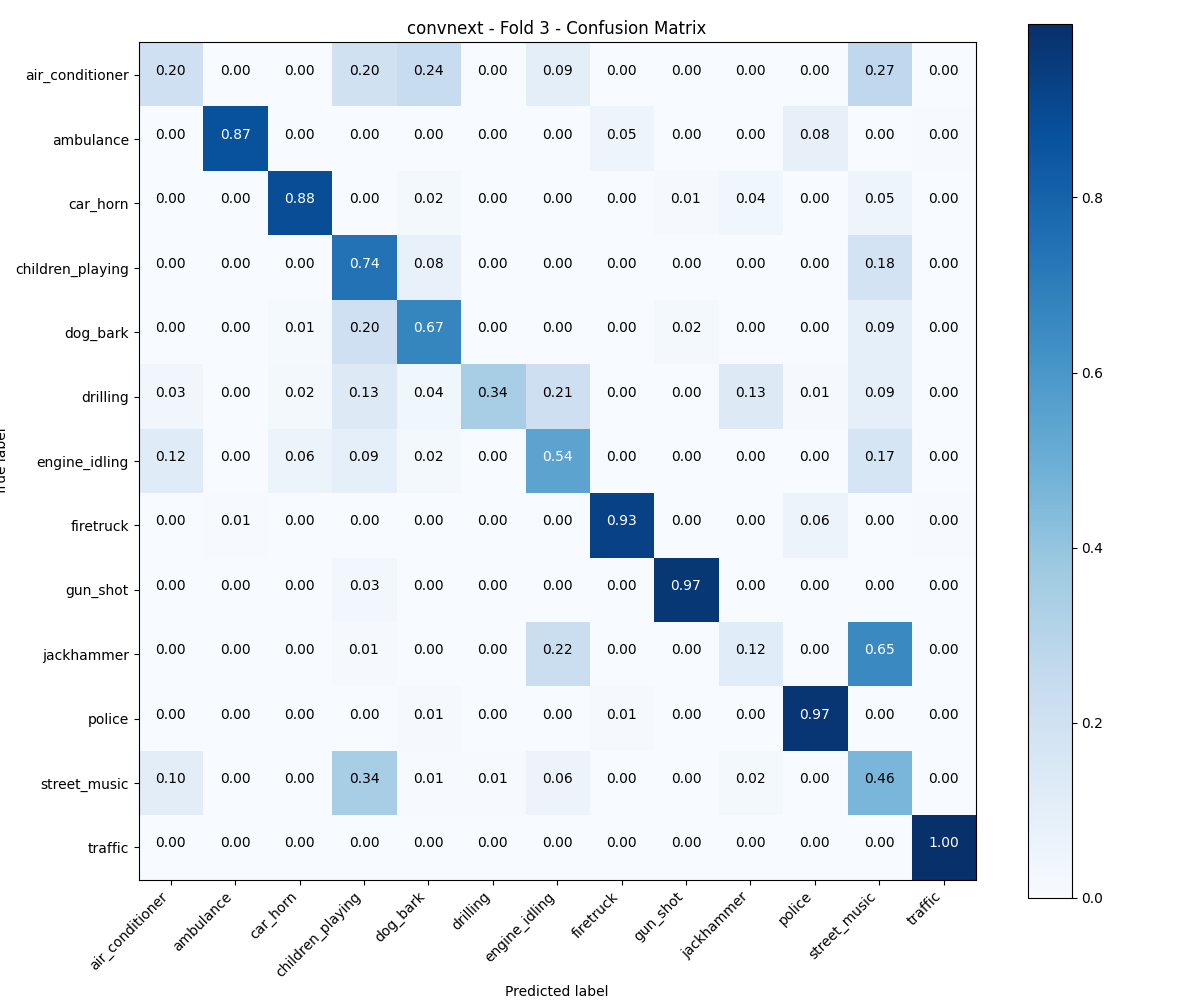 convnext - Fold 3 - Confusion Matrix
air_conditioner 0.20 0.00 0.00 0.20 0.24 0.00 0.09 0.00 0.00 0.00 0.00 0.27 0.00
ambulance 0.00 0.87 0.00 0.00 0.00 0.00 0.00 0.05 0.00 0.00 0.08 0.00 0.00
car_horn 0.00 0.00 0.88 0.00 0.02 0.00 0.00 0.00 0.01 0.04 0.00 0.05 0.00
0.8
children_playing 0.00 0.00 0.00 0.74 0.08 0.00 0.00 0.00 0.00 0.00 0.00 0.18 0.00
dog_bark 0.00 0.00 0.01 0.20 0.67 0.00 0.00 0.00 0.02 0.00 0.00 0.09 0.00
0.6
drilling 0.03 0.00 0.02 0.13 0.04 0.34 0.21 0.00 0.00 0.13 0.01 0.09 0.00
True label
engine_idling 0.12 0.00 0.06 0.09 0.02 0.00 0.54 0.00 0.00 0.00 0.00 0.17 0.00
firetruck 0.00 0.01 0.00 0.00 0.00 0.00 0.00 0.93 0.00 0.00 0.06 0.00 0.00
0.4
gun_shot 0.00 0.00 0.00 0.03 0.00 0.00 0.00 0.00 0.97 0.00 0.00 0.00 0.00
jackhammer 0.00 0.00 0.00 0.01 0.00 0.00 0.22 0.00 0.00 0.12 0.00 0.65 0.00
police 0.00 0.00 0.00 0.00 0.01 0.00 0.00 0.01 0.00 0.00 0.97 0.00 0.00
0.2
street_music 0.10 0.00 0.00 0.34 0.01 0.01 0.06 0.00 0.00 0.02 0.00 0.46 0.00
traffic 0.00 0.00 0.00 0.00 0.00 0.00 0.00 0.00 0.00 0.00 0.00 0.00 1.00
0.0
air_conditioner ambulance car_horn children_playing dog_bark drilling engine_idling firetruck gun_shot jackhammer police street_music traffic
Predicted label